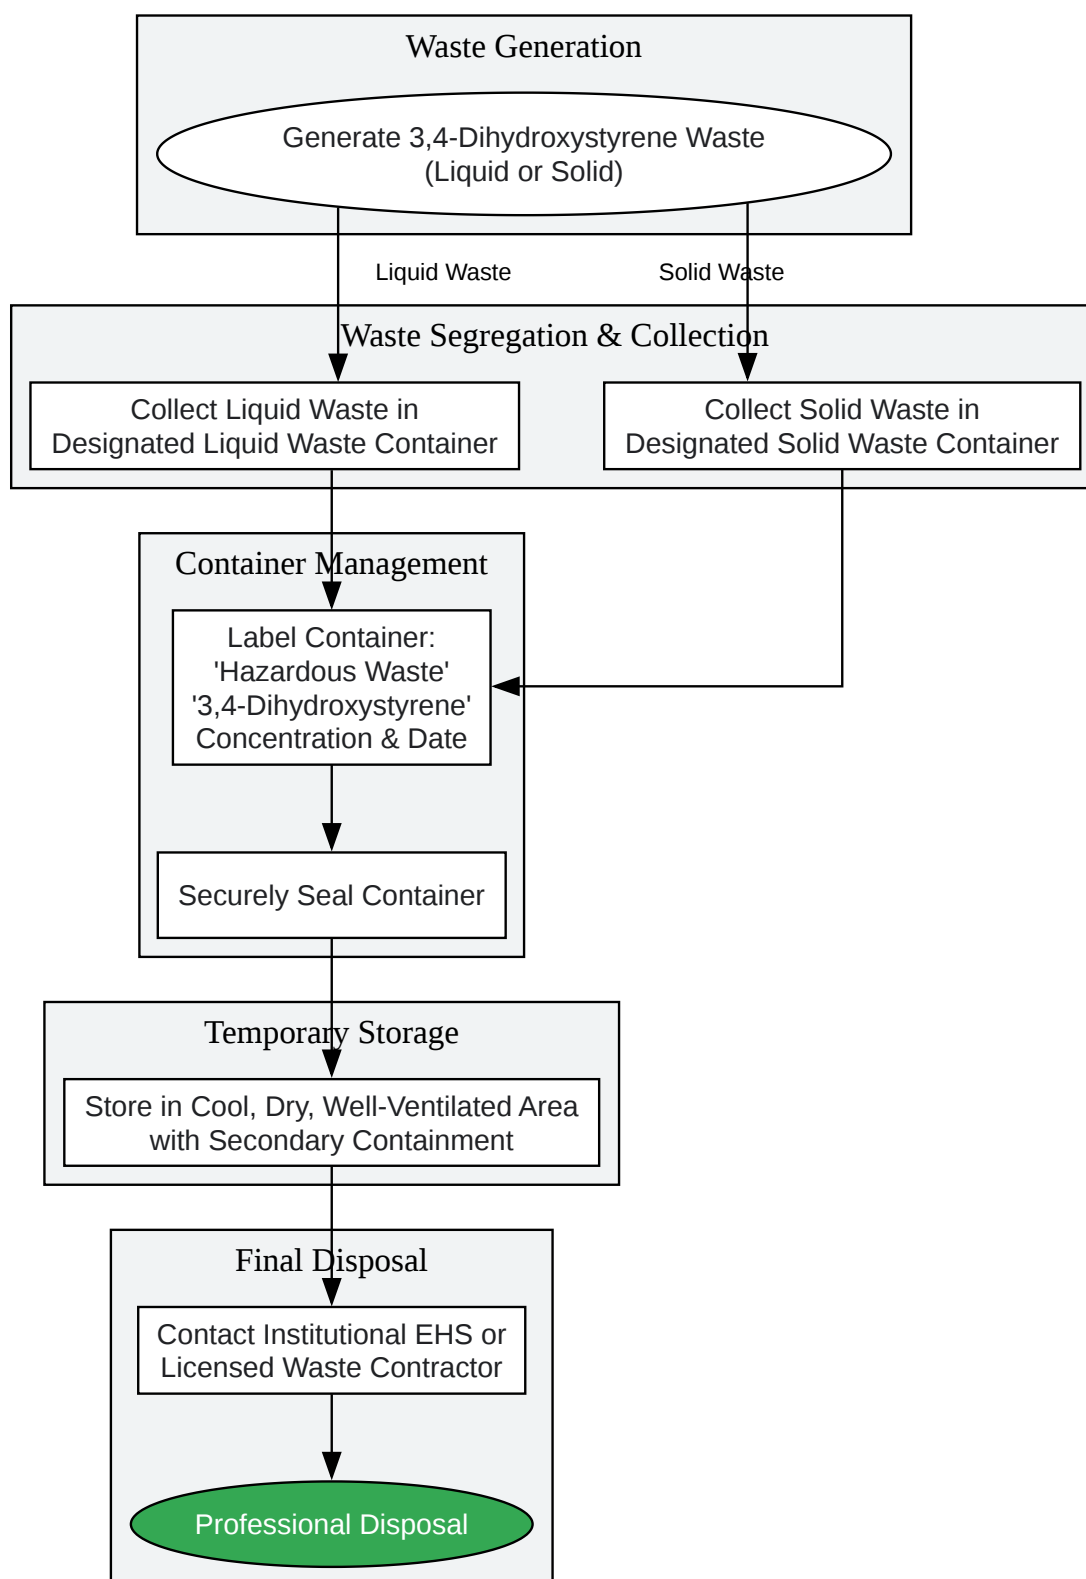 Waste Generation
Generate 3,4-Dihydroxystyrene Waste
(Liquid or Solid)
Liquid Waste
Solid Waste
Waste Segregation & Collection
Collect Liquid Waste in
Designated Liquid Waste Container
Collect Solid Waste in
Designated Solid Waste Container
Container Management
Label Container:
'Hazardous Waste'
'3,4-Dihydroxystyrene'
Concentration & Date
Securely Seal Container
Temporary Storage
Store in Cool, Dry, Well-Ventilated Area
with Secondary Containment
Final Disposal
Contact Institutional EHS or
Licensed Waste Contractor
Professional Disposal